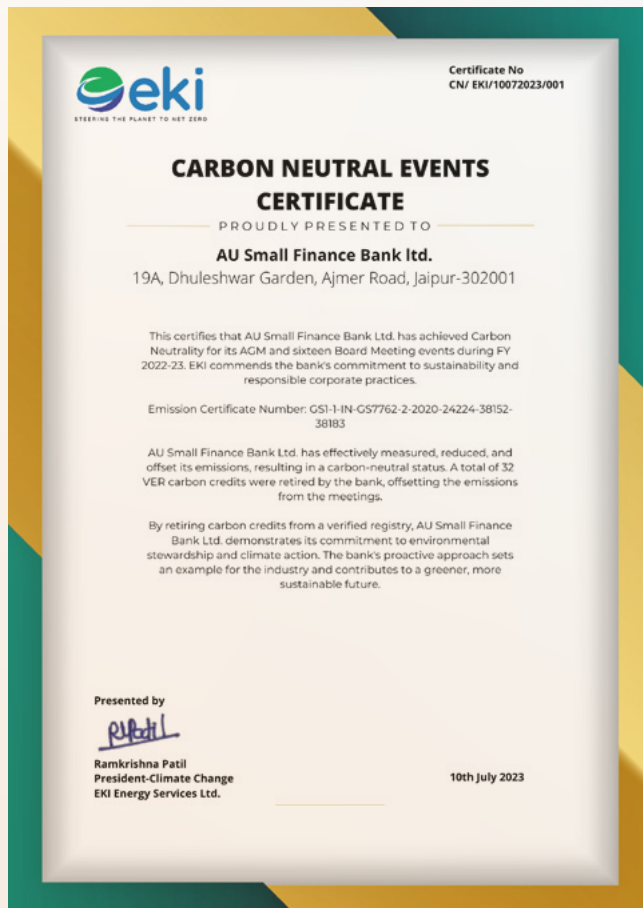 eki
STEERING THE PLANET TO NET ZERO
Certificate No
CN/ EKI/10072023/001
CARBON NEUTRAL EVENTS
CERTIFICATE
PROUDLY PRESENTED TO
AU Small Finance Bank ltd.
19A, Dhuleshwar Garden, Ajmer Road, Jaipur-302001
This certifies that AU Small Finance Bank Ltd. has achieved Carbon
Neutrality for its AGM and sixteen Board Meeting events during FY
2022-23. EKI commends the bank's commitment to sustainability and
responsible corporate practices.
Emission Certificate Number: GS1-1-IN-GS7762-2-2020-24224-38152-
38183
AU Small Finance Bank Ltd. has effectively measured, reduced, and
offset its emissions, resulting in a carbon-neutral status. A total of 32
VER carbon credits were retired by the bank, offsetting the emissions
from the meetings.
By retiring carbon credits from a verified registry, AU Small Finance
Bank Ltd. demonstrates its commitment to environmental
stewardship and climate action. The bank's proactive approach sets
an example for the industry and contributes to a greener, more
sustainable future.
Presented by
RUPatil
Ramkrishna Patil
President-Climate Change
EKI Energy Services Ltd.
10th July 2023